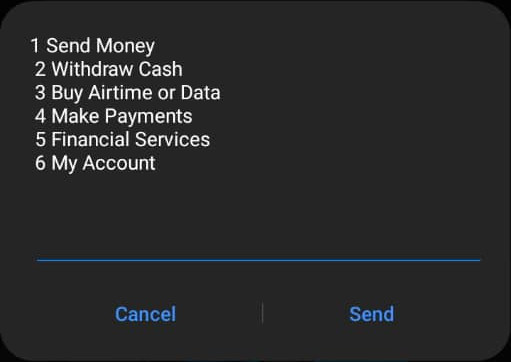 1 Send Money
2 Withdraw Cash
3 Buy Airtime or Data
4 Make Payments
5 Financial Services
6 My Account
Cancel
Send